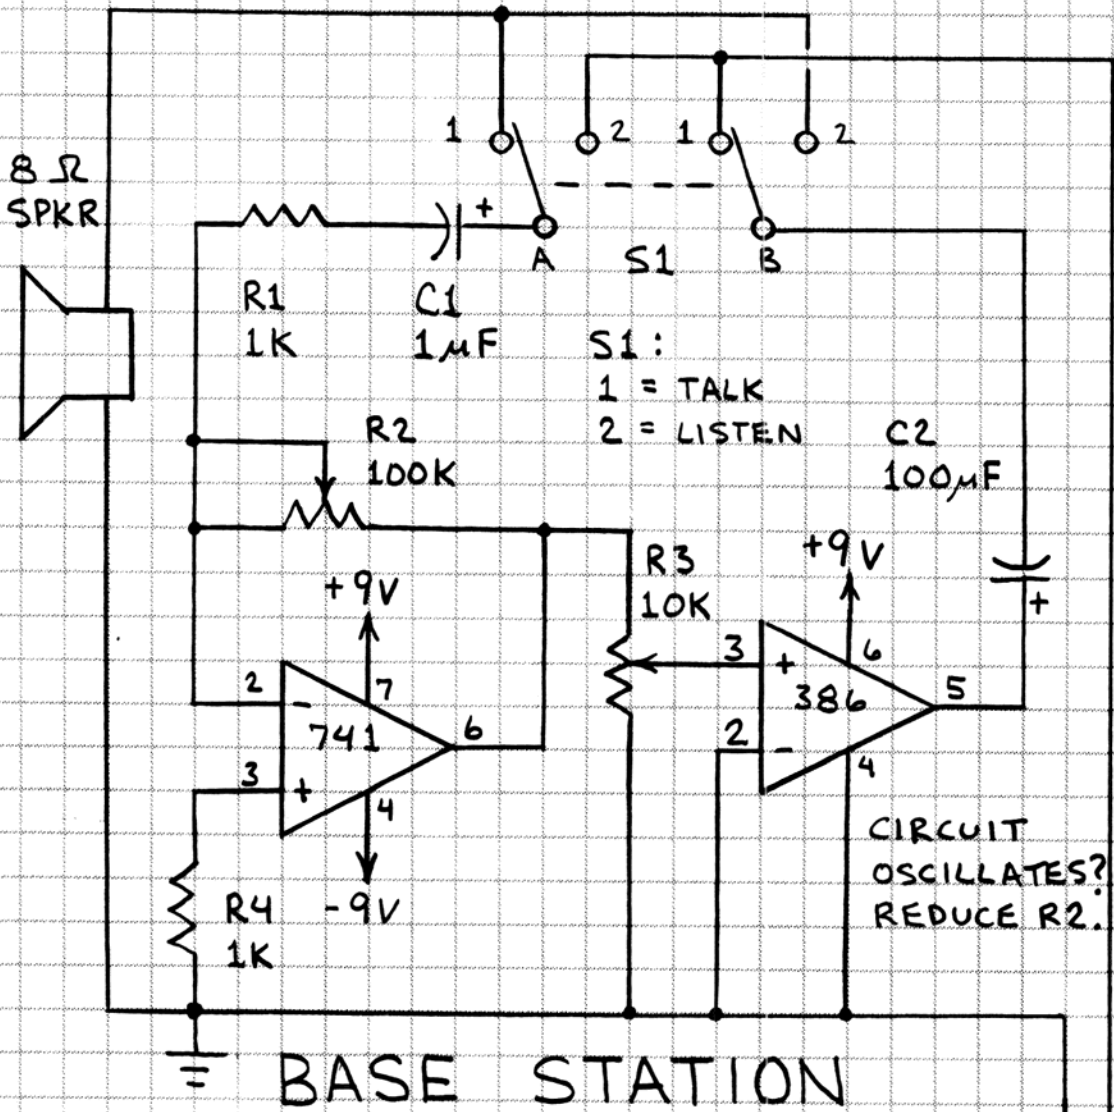 1
2
1
2
8 Ω
SPKR
+
A
S1
B
R1
1K
C1
1µF
S1:
1 = TALK
2 = LISTEN
R2
100K
C2
100µF
+9V
R3
10K
+9V
+
2
7
-
741
6
3
+
4
3
+
6
386
5
2
-
4
R4
1K
-9V
CIRCUIT
OSCILLATES?
REDUCE R2.
BASE STATION